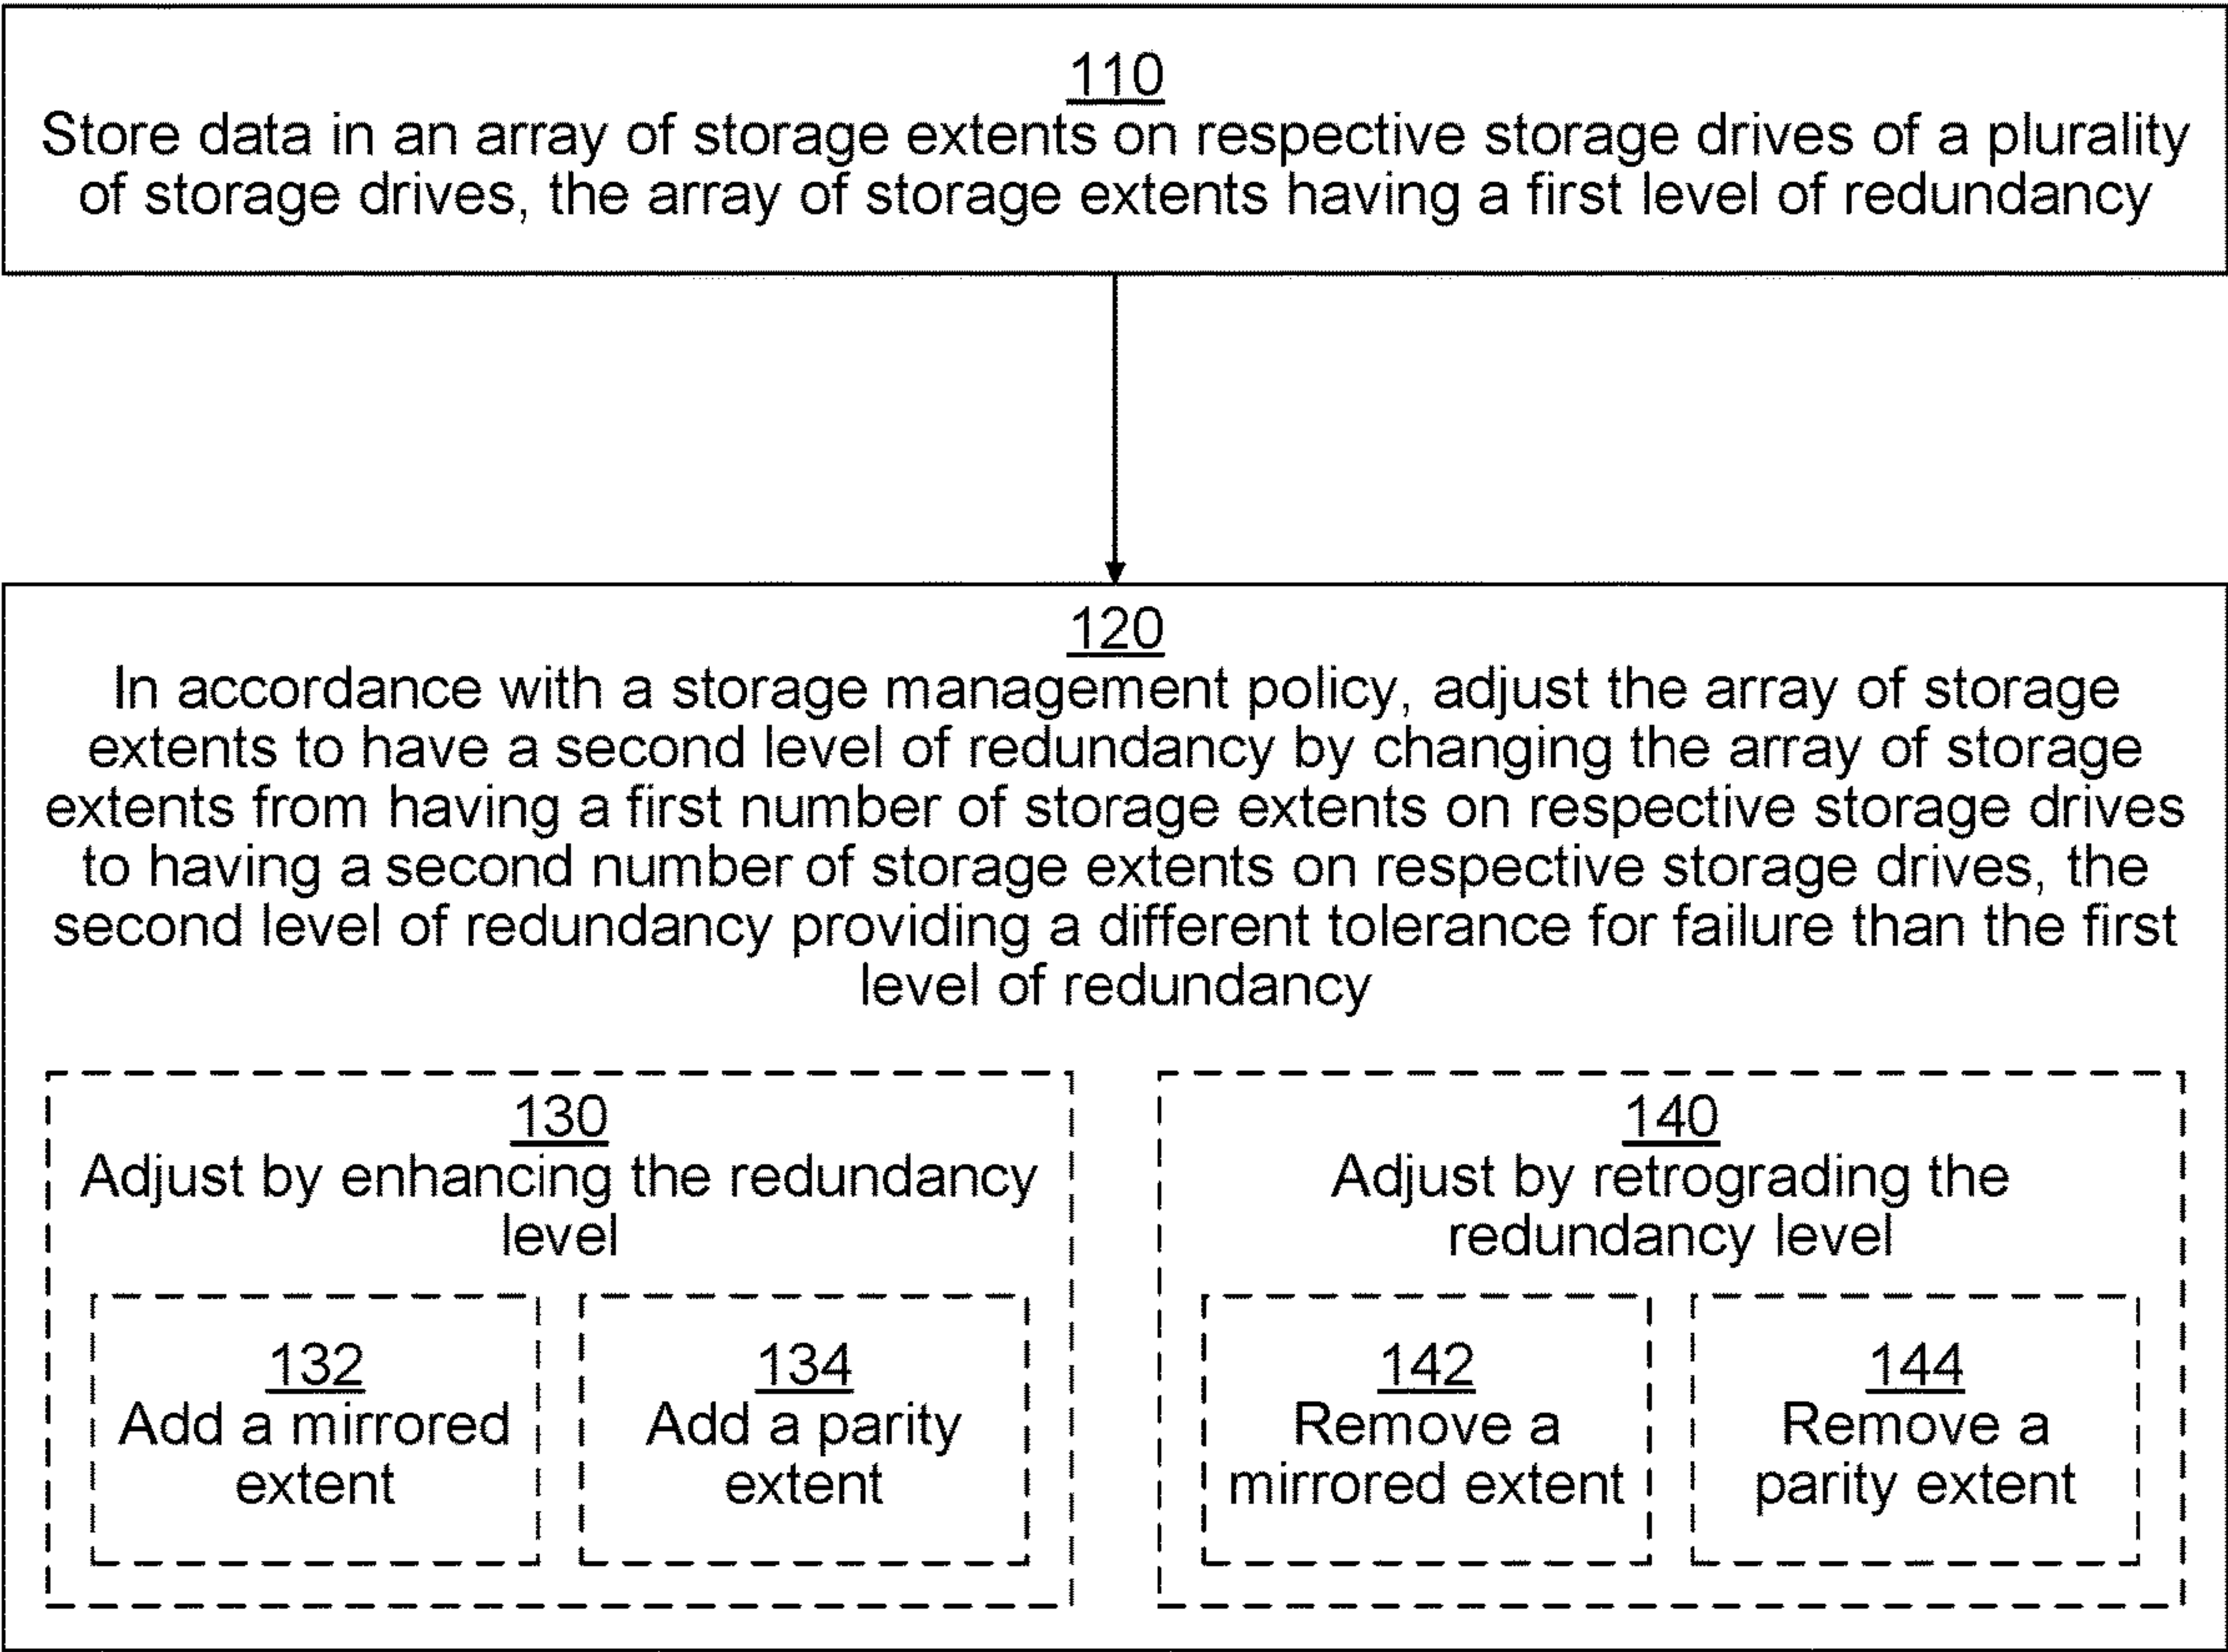 110
Store data in an array of storage extents on respective storage drives of a plurality
of storage drives, the array of storage extents having a first level of redundancy
120
In accordance with a storage management policy, adjust the array of storage
extents to have a second level of redundancy by changing the array of storage
extents from having a first number of storage extents on respective storage drives
to having a second number of storage extents on respective storage drives, the
second level of redundancy providing a different tolerance for failure than the first
level of redundancy
130
Adjust by enhancing the redundancy
level
132
Add a mirrored
extent
134
Add a parity
extent
140
Adjust by retrograding the
redundancy level
142
Remove a
mirrored extent
144
Remove a
parity extent